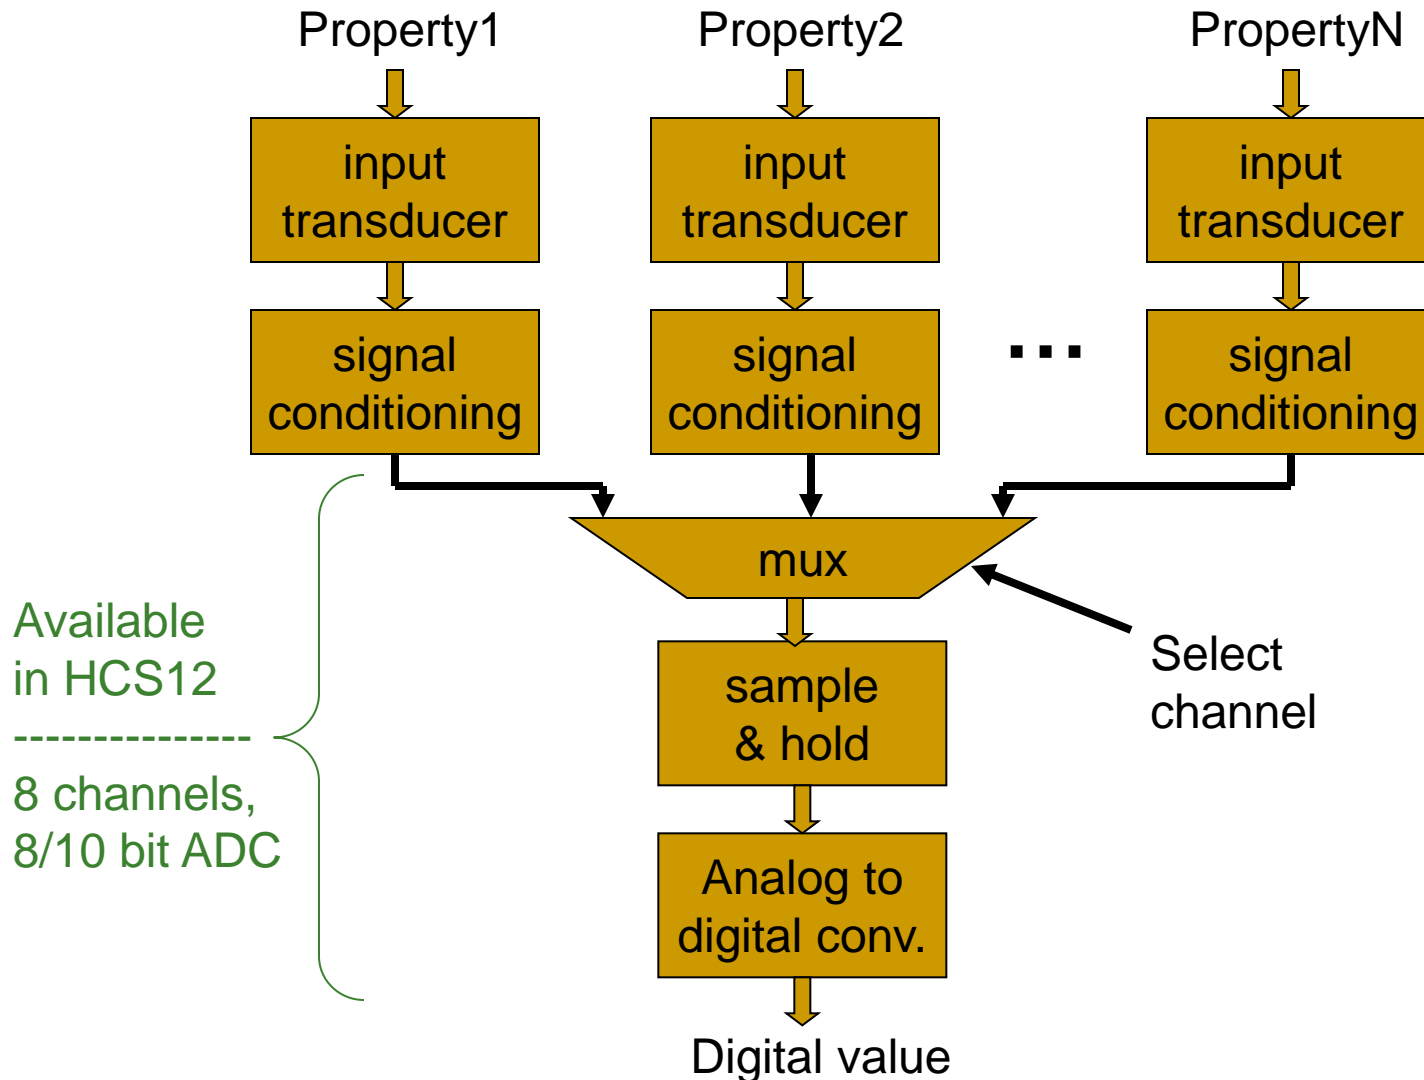 Property1
Property2
PropertyN
input
transducer
input
transducer
input
transducer
signal
conditioning
signal
conditioning
...
signal
conditioning
mux
Available
in HCS12
---------------
8 channels,
8/10 bit ADC
Select
channel
sample
& hold
Analog to
digital conv.
Digital value